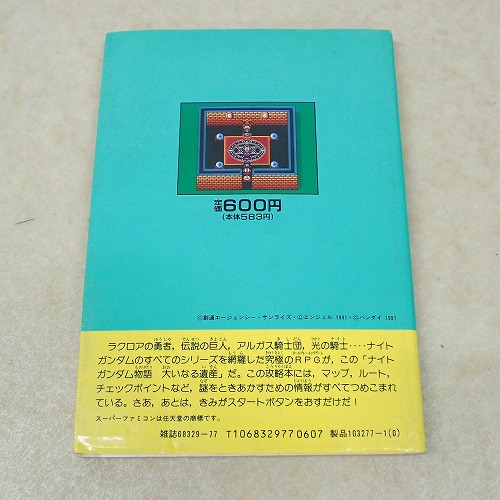 定価600円
(本体583円)
©創通エージェンシー・サンライズ・©エンジェル 1991・©バンダイ 1991
ラクロアの勇者，伝説の巨人，アルガス騎士団，光の騎士‥‥ナイト
ガンダムのすべてのシリーズを網羅した究極のRPGが，この「ナイト
ガンダム物語　大いなる遺産」だ。この攻略本には，マップ，ルート，
チェックポイントなど，謎をときあかすための情報がすべてつめこまれ
ている。さあ，あとは，きみがスタートボタンをおすだけだ！
スーパーファミコンは任天堂の商標です。
雑誌68329-77　T1068329770607　製品103277-1(0)